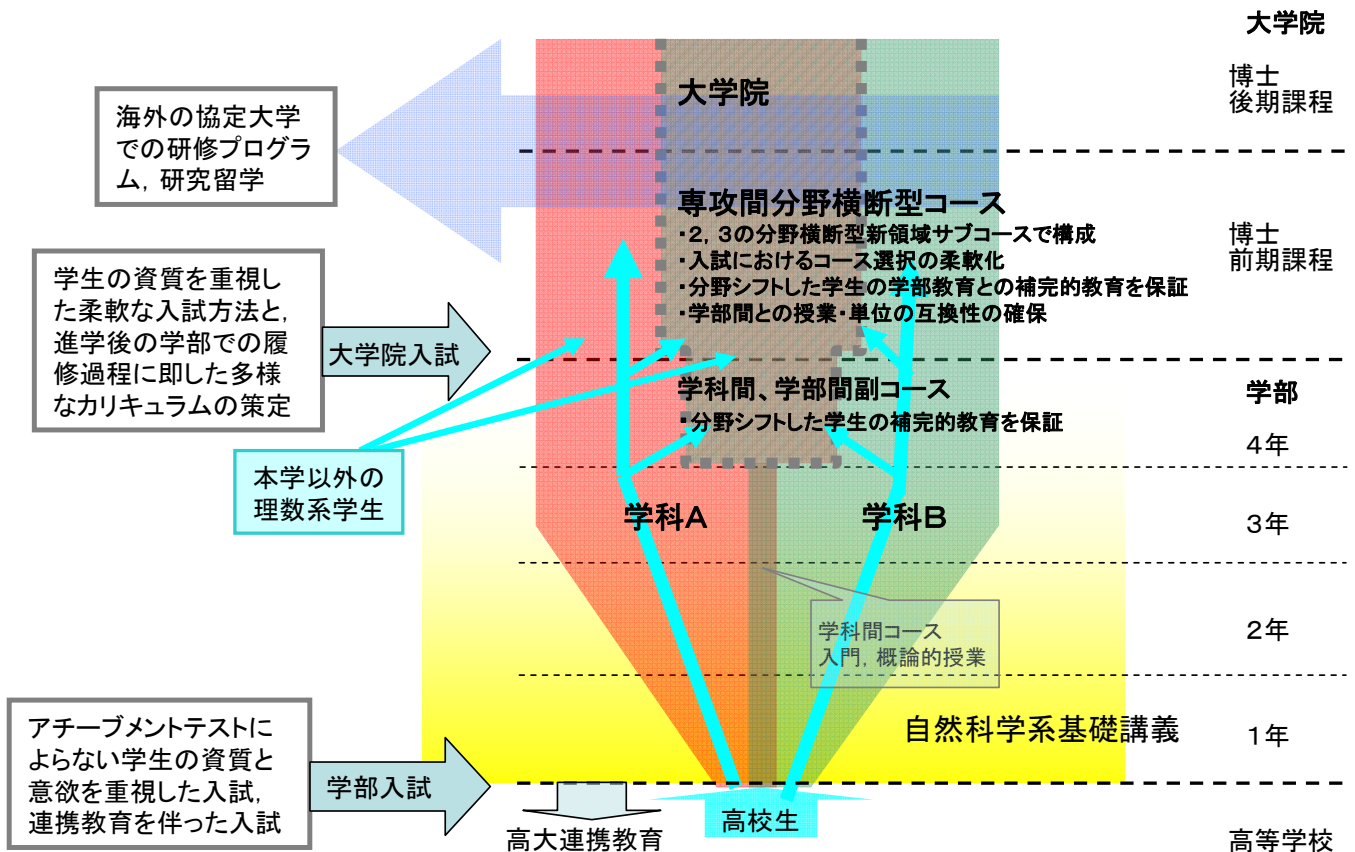 大学院
博士
後期課程
大学院
海外の協定大学
での研修プログラ
ム, 研究留学
専攻間分野横断型コース
・2, 3の分野横断型新領域サブコースで構成
・入試におけるコース選択の柔軟化
・分野シフトした学生の学部教育との補完的教育を保証
・学部間との授業・単位の互換性の確保
博士
前期課程
学生の資質を重視し
た柔軟な入試方法と,
進学後の学部での履
修過程に即した多様
なカリキュラムの策定
大学院入試
学科間、学部間副コース
・分野シフトした学生の補完的教育を保証
学部
4年
本学以外の
理数系学生
学科A
学科B
3年
学科間コース
入門, 概論的授業
2年
自然科学系基礎講義
1年
アチーブメントテストに
よらない学生の資質と
意欲を重視した入試,
連携教育を伴った入試
学部入試
高大連携教育
高校生
高等学校